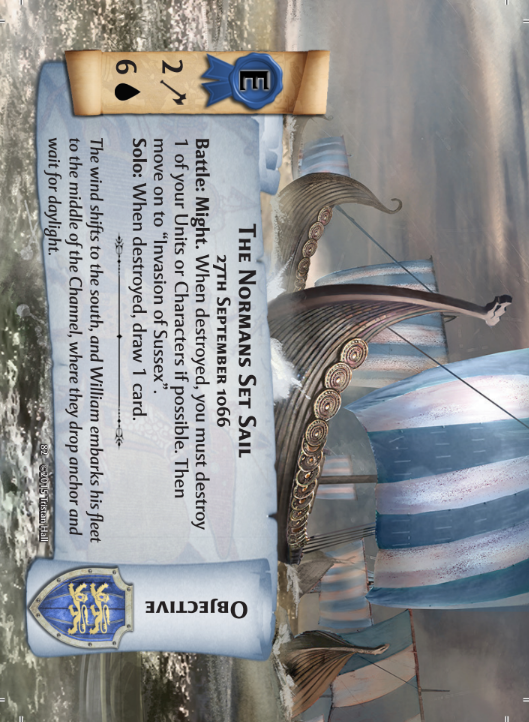 E
2
6
THE NORMANS SET SAIL
27TH SEPTEMBER 1066
Battle: Might. When destroyed, you must destroy
1 of your Units or Characters if possible. Then
move on to "Invasion of Sussex".
Solo: When destroyed, draw 1 card.
The wind shifts to the south, and William embarks his fleet
to the middle of the Channel, where they drop anchor and
wait for daylight.
OBJECTIVE
©2015 Tristan Hall